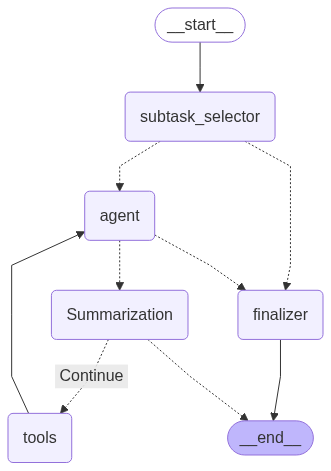 __start__
subtask_selector
agent
Summarization
finalizer
Continue
tools
__end__